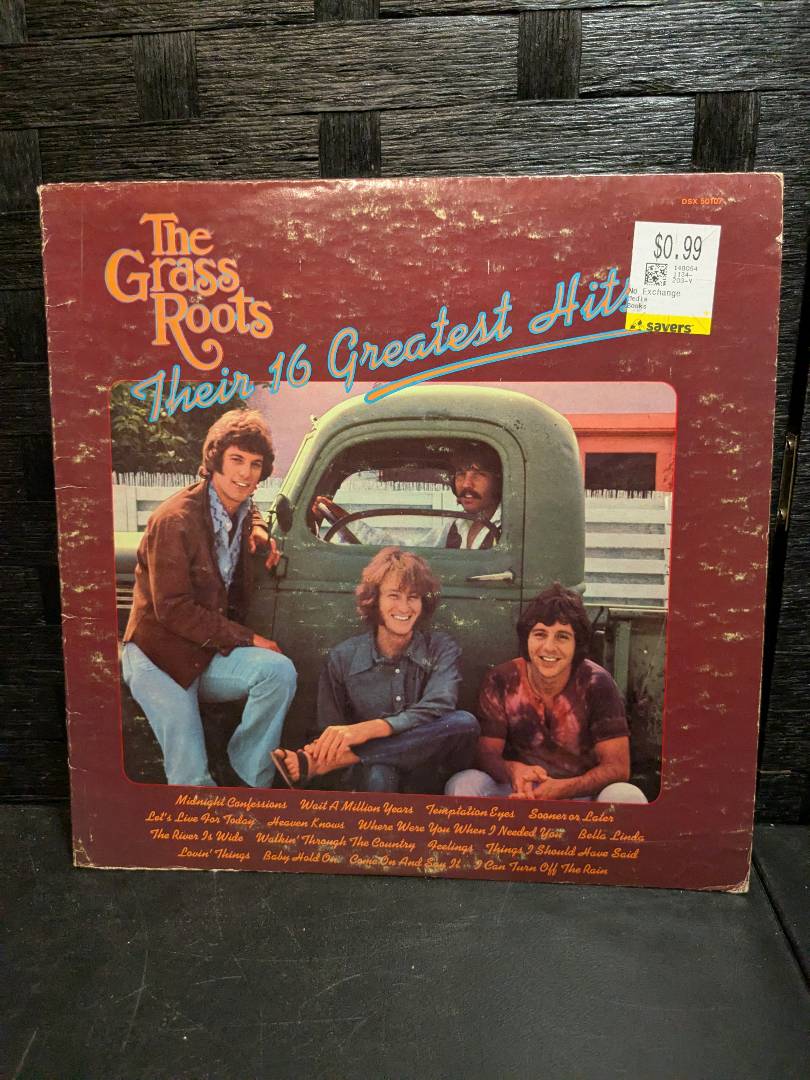 DSX 50107
The
Grass
Roots
Their 16 Greatest Hits
$0.99
140064
1134-
203-Y
No Exchange
Media
Books
savers
Midnight Confessions Wait A Million Years Temptation Eyes Sooner or Later
Let's Live For Today Heaven Knows Where Were You When I Needed You Bella Linda
The River Is Wide Walkin' Through The Country Feelings Things I Should Have Said
Lovin' Things Baby Hold On Come On And Say It I Can Turn Off The Rain